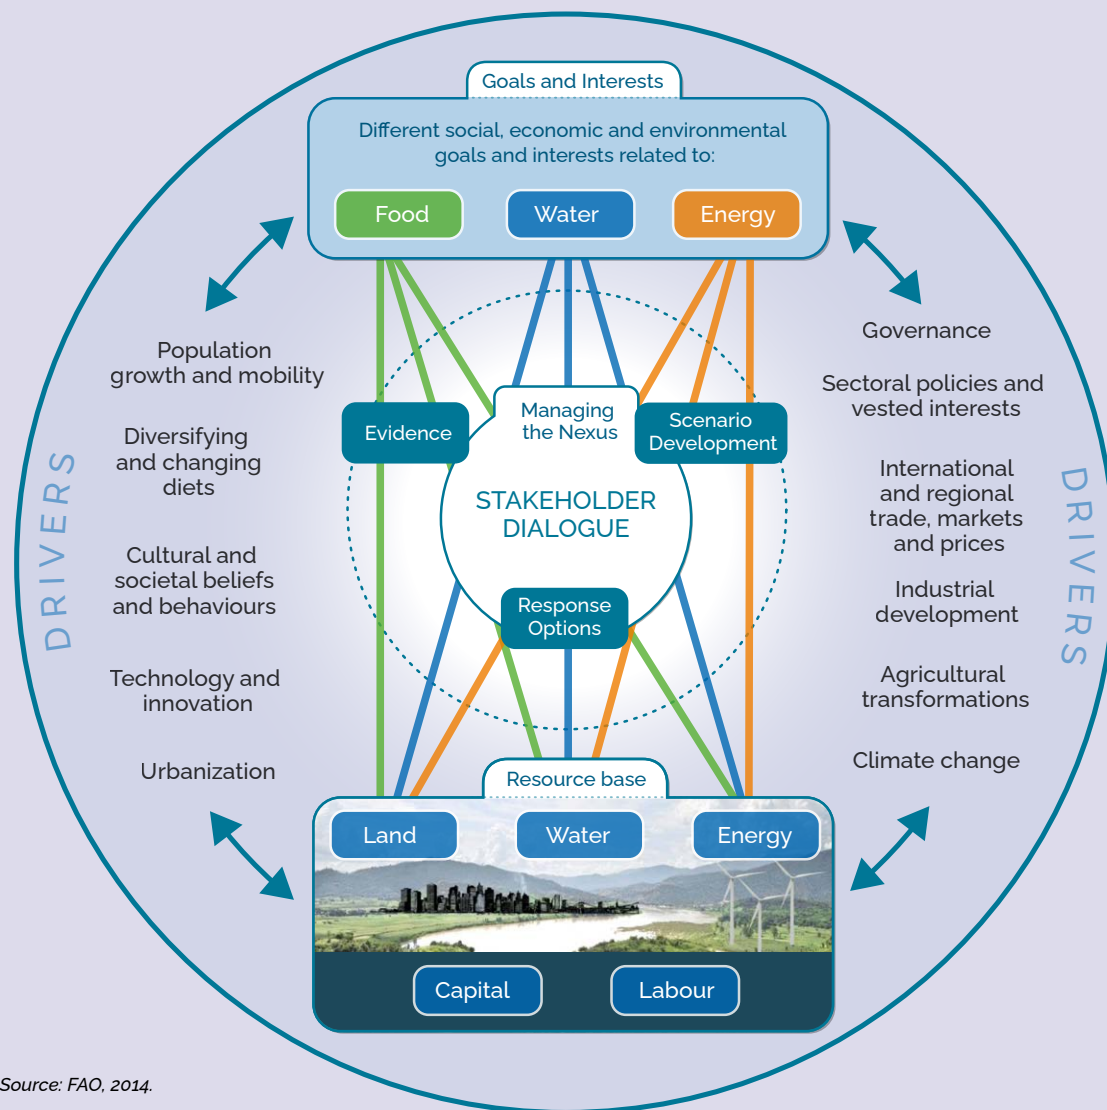 Goals and Interests
Different social, economic and environmental
goals and interests related to:
Food
Water
Energy
DRIVERS
Population
growth and mobility
Diversifying
and changing
diets
Cultural and
societal beliefs
and behaviours
Technology and
innovation
Urbanization
Evidence
Managing
the Nexus
Scenario
Development
STAKEHOLDER
DIALOGUE
Response
Options
Governance
Sectoral policies and
vested interests
International
and regional
trade, markets
and prices
Industrial
development
Agricultural
transformations
Climate change
DRIVERS
Resource base
Land
Water
Energy
Capital
Labour
Source: FAO, 2014.